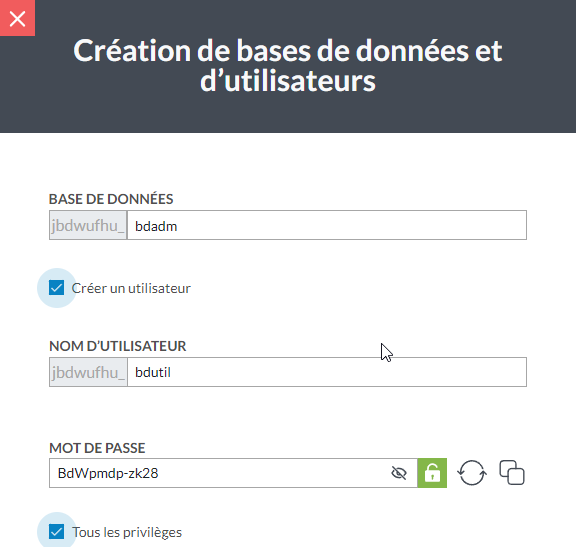 Création de bases de données et
d’utilisateurs
BASE DE DONNÉES
jbdwufhu_ bdadm
Créer un utilisateur
NOM D'UTILISATEUR
jbdwufhu_ bdutil
MOT DE PASSE
BdWpmdp-zk28
Tous les privilèges